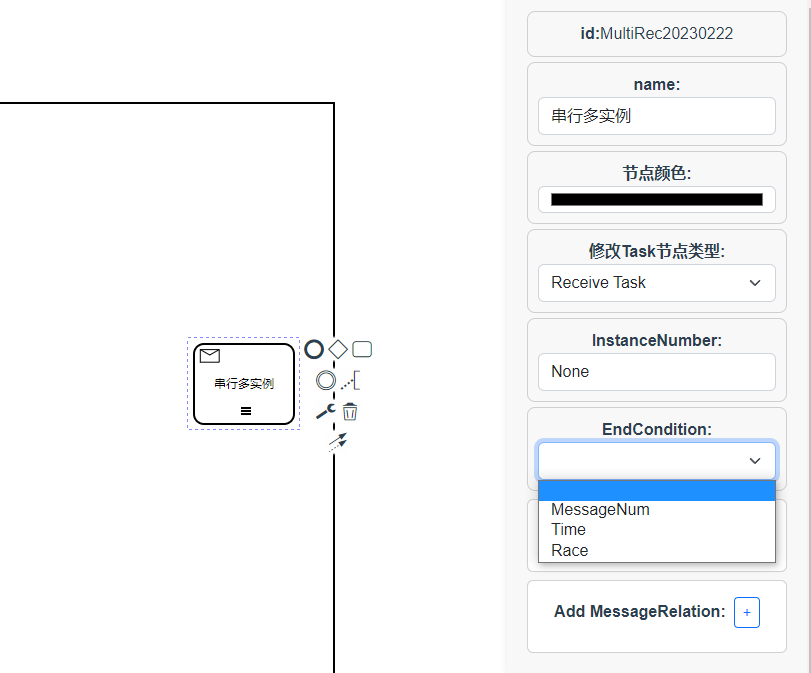 id:MultiRec20230222
name:
串行多实例
节点颜色:
修改Task节点类型:
Receive Task
InstanceNumber:
None
串行多实例
EndCondition:
MessageNum
Time
Race
Add MessageRelation: +